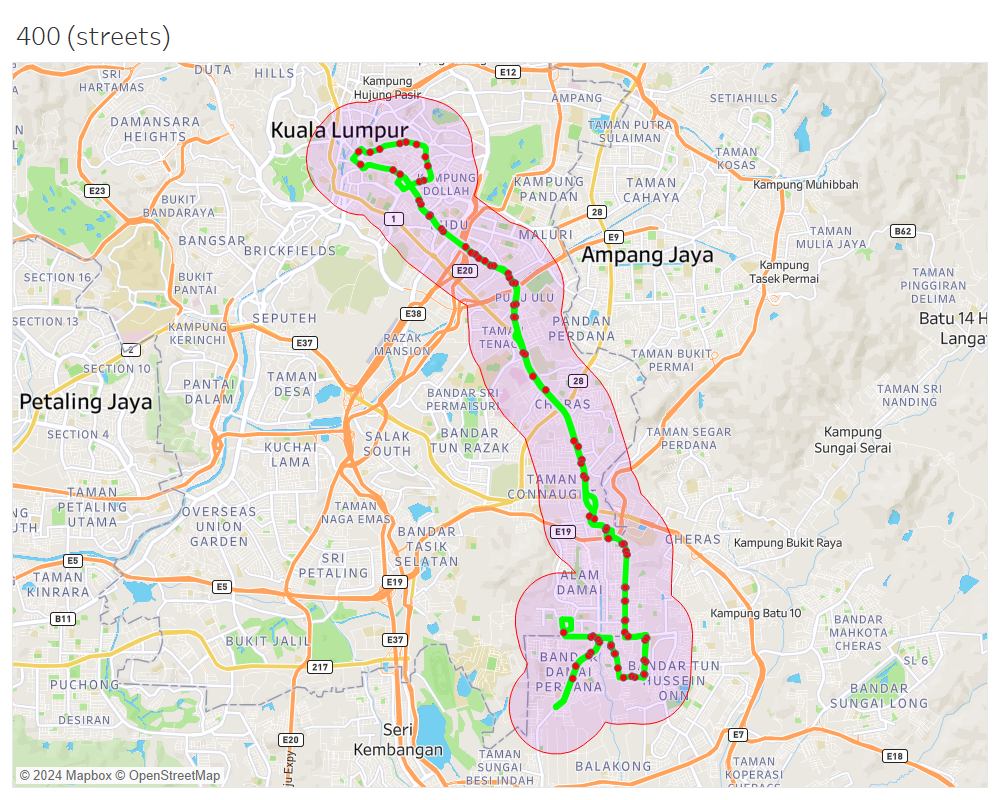 400 (streets)
SRI
HARTAMAS
DUTA
HILLS
Kampung
Hujung Pasir
E12
AMPANG
SETIAHILLS
DAMANSARA
HEIGHTS
Kuala Lumpur
TAMAN PUTRA
SULAIMAN
TAMAN
KOSAS
E23
KAMPUNG
DOLLAH
KAMPUNG
PANDAN
TAMAN
CAHAYA
Kampung Muhibbah
BUKIT
BANDARAYA
1
28
BANGSAR
BRICKFIELDS
MALURI
E9
TAMAN
MULIA JAYA
B62
Ampang Jaya
SECTION 16
BUKIT
PANTAI
E20
Kampung
Tasek Permai
TAMAN
PINGGIRAN
DELIMA
SECTION 13
KAMPUNG
KERINCHI
SEPUTEH
E38
PANDAN
PERDANA
Batu 14 H
Langa
2
E37
RAZAK
MANSION
SECTION 10
PANTAI
DALAM
TAMAN
DESA
28
TAMAN BUKIT
PERMAI
TAMAN SRI
NANDING
Petaling Jaya
BANDAR SRI
PERMAISURI
CHERAS
SECTION 4
SALAK
SOUTH
BANDAR
TUN RAZAK
TAMAN SEGAR
PERDANA
Kampung
Sungai Serai
KUCHAI
LAMA
TAMAN
PETALING
UTAMA
TAMAN
CONNAUG
OVERSEAS
UNION
GARDEN
TAMAN
NAGA EMAS
BANDAR
TASIK
SELATAN
E19
CHERAS
Kampung Bukit Raya
E5
TAMAN
KINRARA
SRI
PETALING
E5
E19
ALAM
DAMAI
B11
Kampung Batu 10
BUKIT JALIL
E37
BANDAR
MAHKOTA
CHERAS
217
BANDAR
DAMAI
PERDANA
BANDAR TUN
HUSSEIN
ONN
SL 6
PUCHONG
BANDAR
SUNGAI LONG
DESIRAN
Seri
Kembangan
E20
E7
E18
TAMAN
SUNGAI
BESI INDAH
BALAKONG
TAMAN
KOPERASI
© 2024 Mapbox © OpenStreetMap